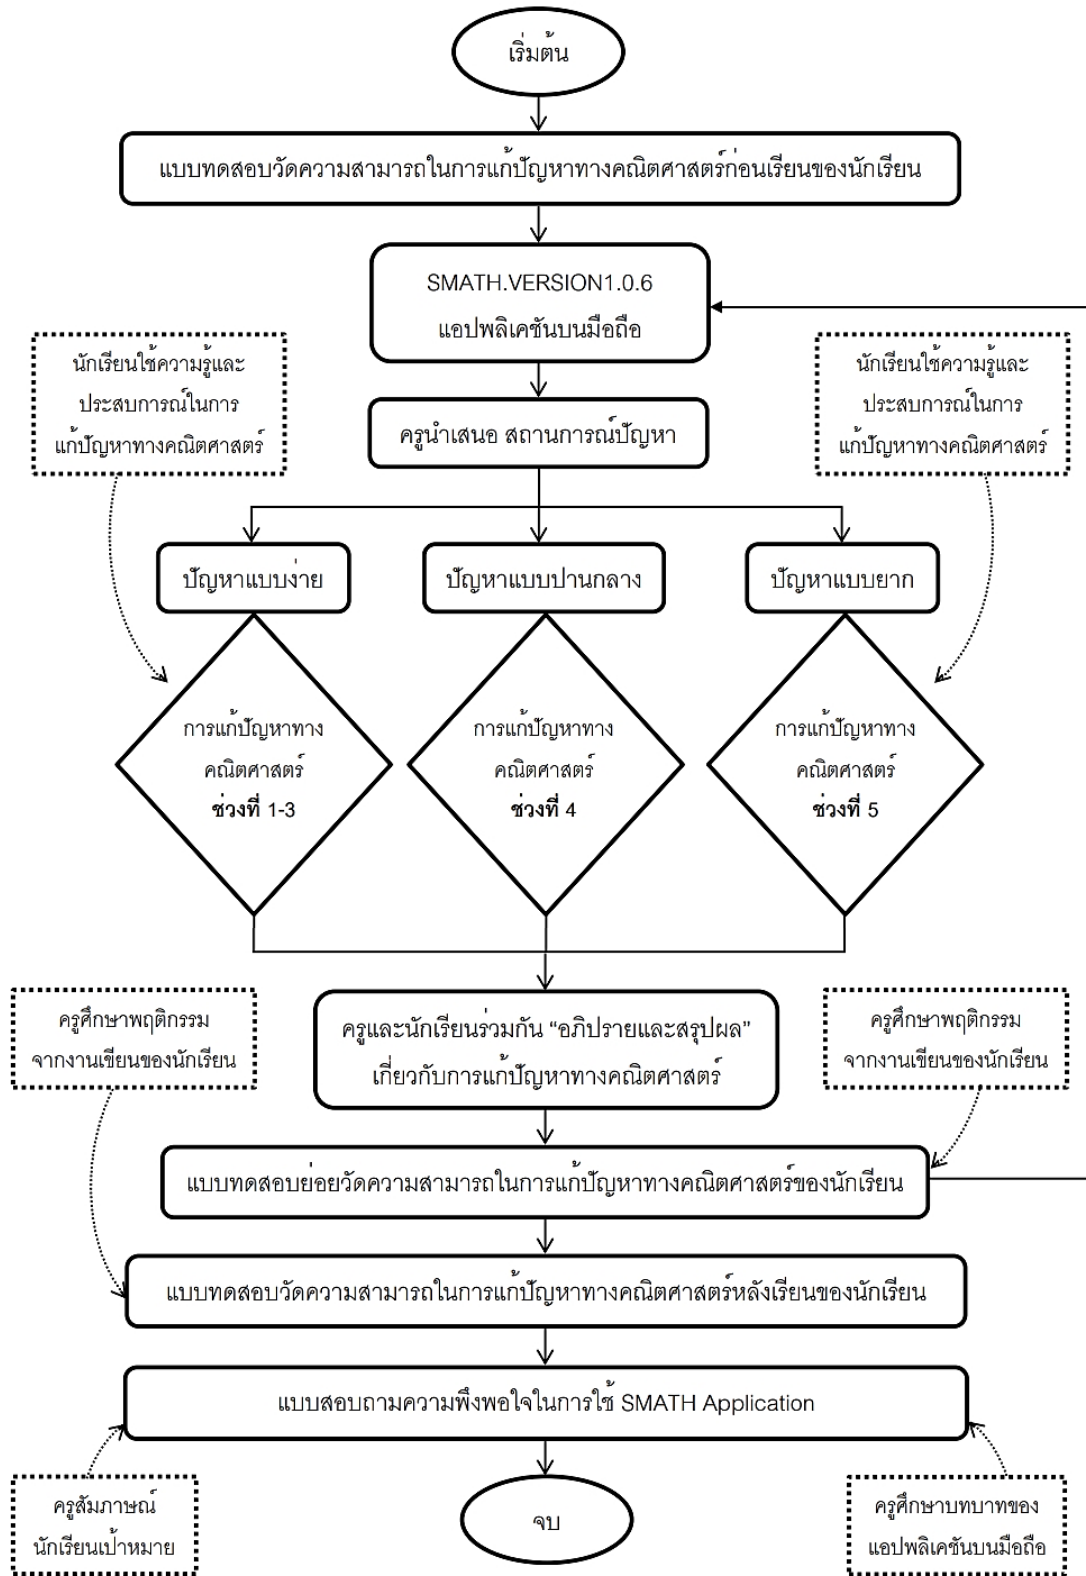 เริ่มต้น
แบบทดสอบวัดความสามารถในการแก้ปัญหาทางคณิตศาสตร์ก่อนเรียนของนักเรียน
SMATH.VERSION1.0.6
แอปพลิเคชันบนมือถือ
นักเรียนใช้ความรู้และ
ประสบการณ์ในการ
แก้ปัญหาทางคณิตศาสตร์
นักเรียนใช้ความรู้และ
ประสบการณ์ในการ
แก้ปัญหาทางคณิตศาสตร์
ครูนำเสนอ สถานการณ์ปัญหา
ปัญหาแบบง่าย
ปัญหาแบบปานกลาง
ปัญหาแบบยาก
การแก้ปัญหาทาง
คณิตศาสตร์
ช่วงที่ 1-3
การแก้ปัญหาทาง
คณิตศาสตร์
ช่วงที่ 4
การแก้ปัญหาทาง
คณิตศาสตร์
ช่วงที่ 5
ครูศึกษาพฤติกรรม
จากงานเขียนของนักเรียน
ครูและนักเรียนร่วมกัน “อภิปรายและสรุปผล”
เกี่ยวกับการแก้ปัญหาทางคณิตศาสตร์
ครูศึกษาพฤติกรรม
จากงานเขียนของนักเรียน
แบบทดสอบย่อยวัดความสามารถในการแก้ปัญหาทางคณิตศาสตร์ของนักเรียน
แบบทดสอบวัดความสามารถในการแก้ปัญหาทางคณิตศาสตร์หลังเรียนของนักเรียน
แบบสอบถามความพึงพอใจในการใช้ SMATH Application
ครูสัมภาษณ์
นักเรียนเป้าหมาย
จบ
ครูศึกษาบทบาทของ
แอปพลิเคชันบนมือถือ